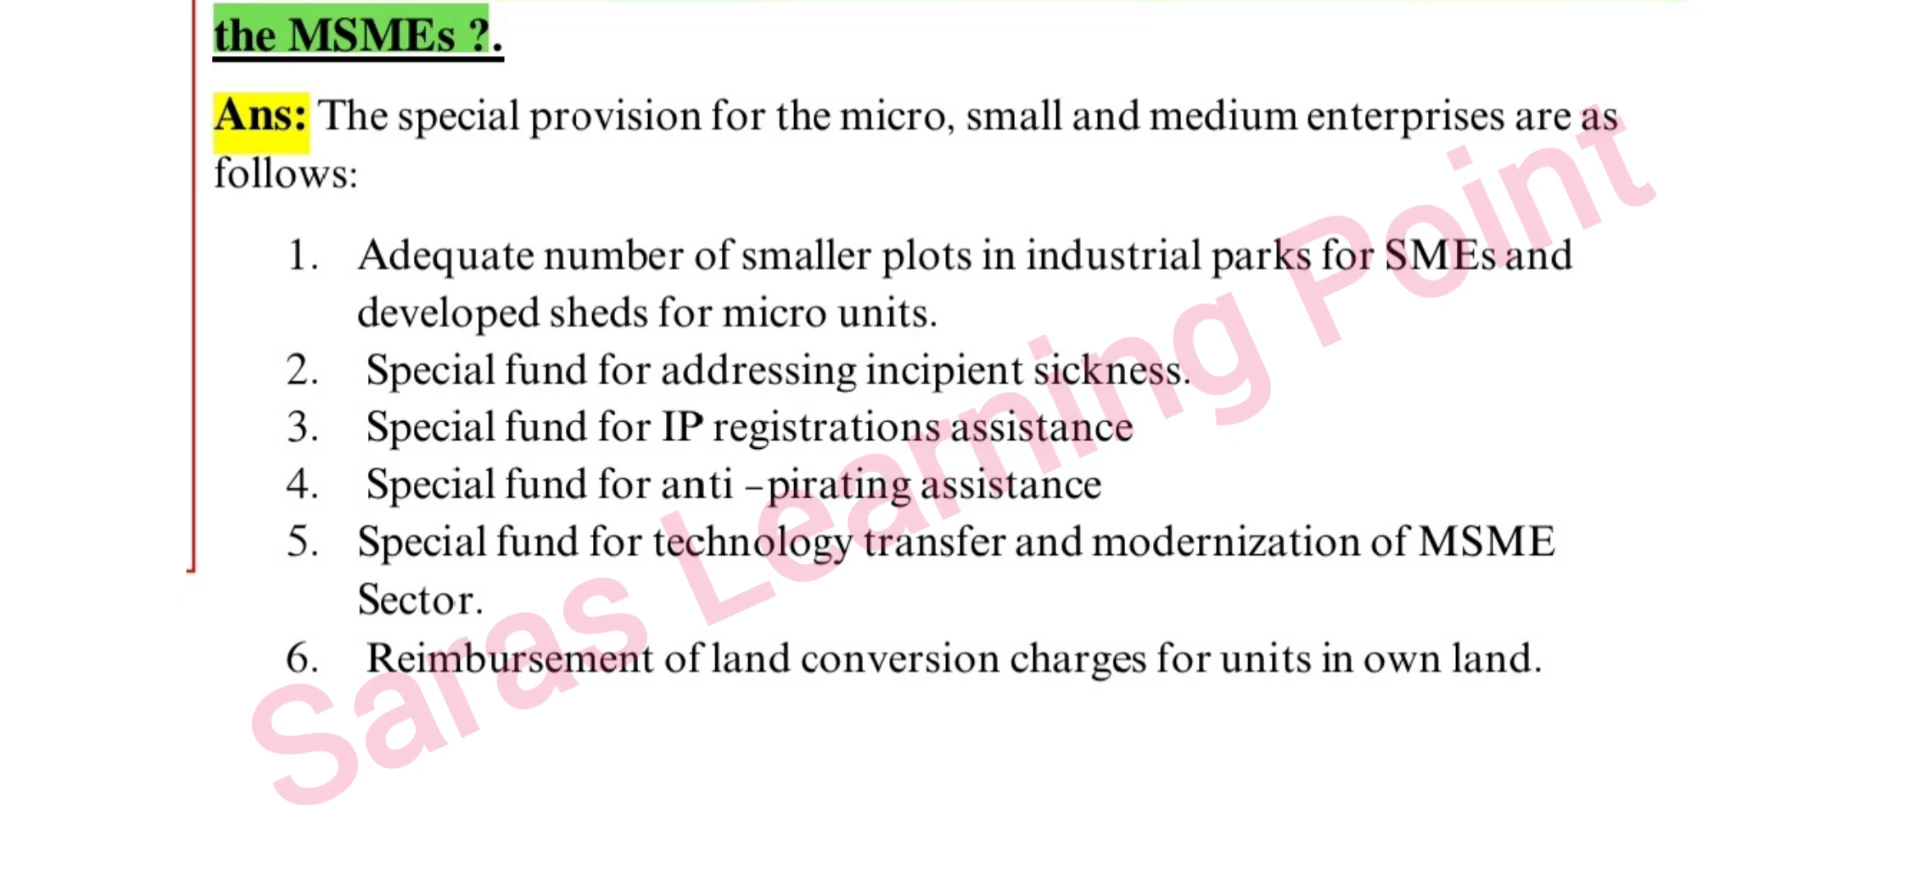 the MSMEs ?.
Ans: The special provision for the micro, small and medium enterprises are as
follows:
1. Adequate number of smaller plots in industrial parks for SMEs and
developed sheds for micro units.
2. Special fund for addressing incipient sickness.
3. Special fund for IP registrations assistance
4. Special fund for anti –pirating assistance
5. Special fund for technology transfer and modernization of MSME
Sector.
6. Reimbursement of land conversion charges for units in own land.
Saras Learning Point